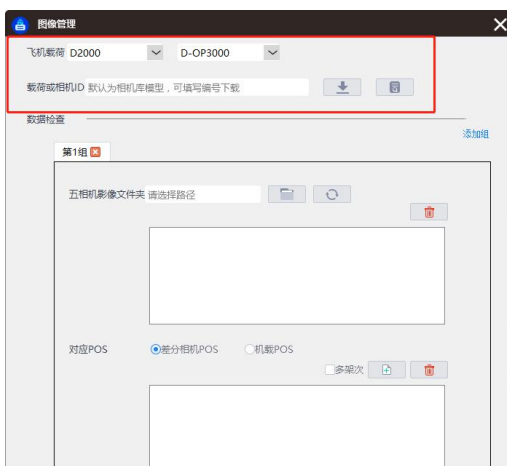 图像管理
飞机载荷 D2000 D-OP3000
载荷或相机ID 默认为相机库模型，可填写编号下载
数据检查
添加组
第1组
五相机影像文件夹 请选择路径
对应POS 差分相机POS 机载POS
多架次